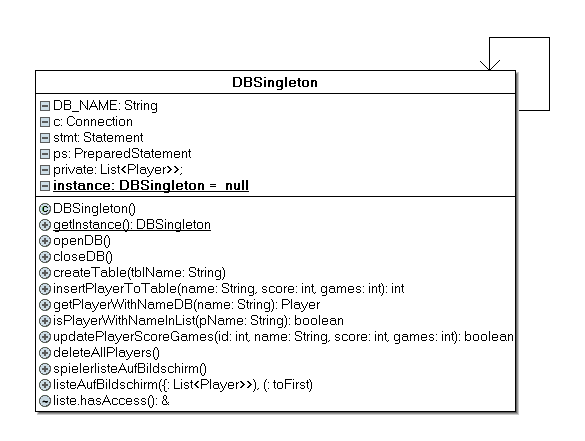 DBSingleton
DB_NAME: String
c: Connection
stmt: Statement
ps: PreparedStatement
private: List<Player>>;
instance: DBSingleton = null
DBSingleton()
getInstance(): DBSingleton
openDB()
closeDB()
createTable(tblName: String)
insertPlayerToTable(name: String, score: int, games: int): int
getPlayerWithNameDB(name: String): Player
isPlayerWithNameInList(pName: String): boolean
updatePlayerScoreGames(id: int, name: String, score: int, games: int): boolean
deleteAllPlayers()
spielerlisteAufBildschirm()
listeAufBildschirm({: List<Player>>), (: toFirst)
liste.hasAccess(): &